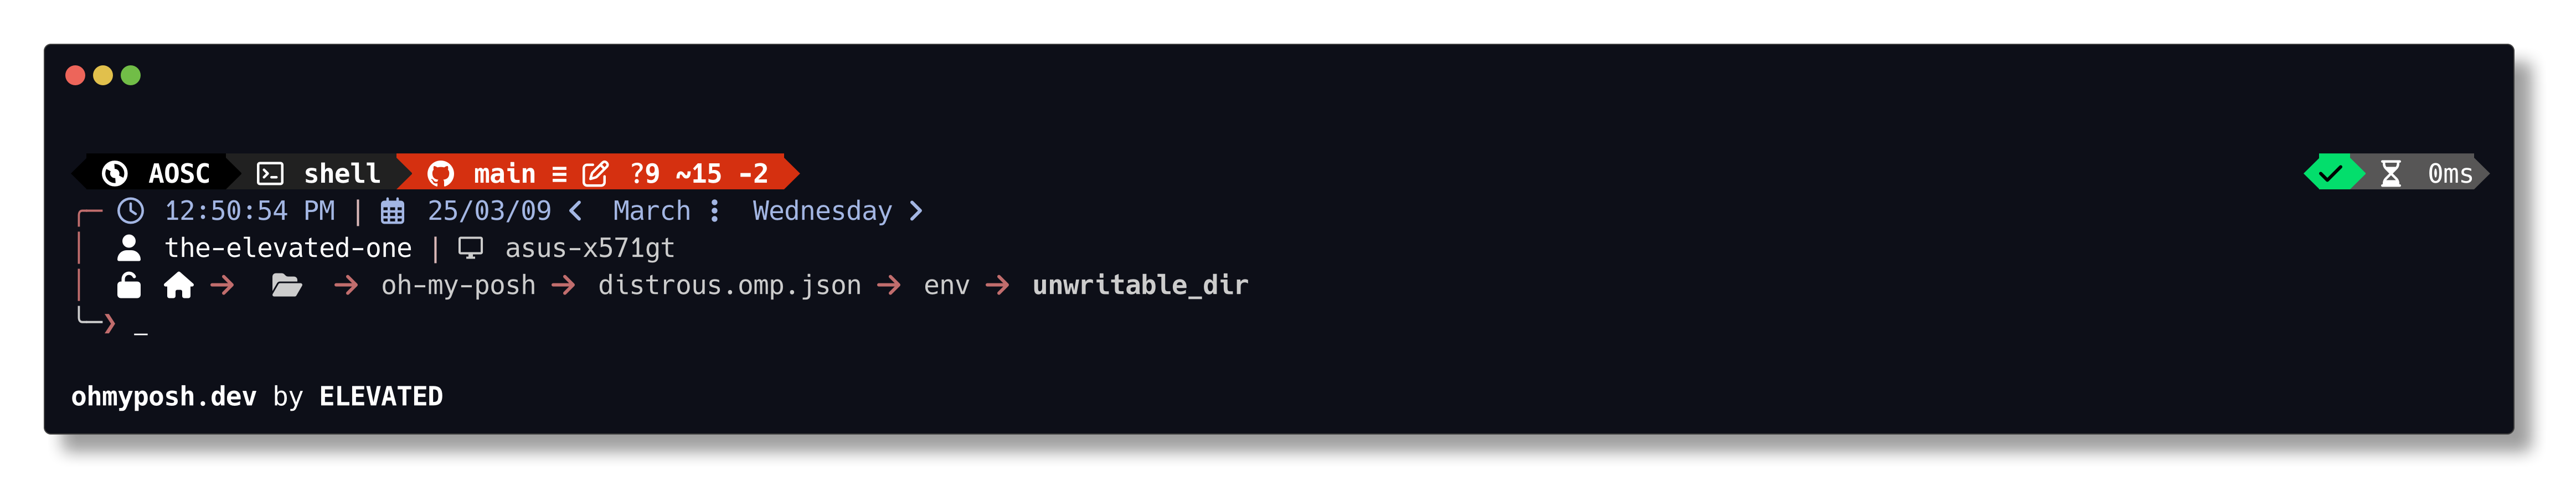 AOSC shell main ≡ ?9 ~15 -2 0ms
12:50:54 PM | 25/03/09 < March ⋮ Wednesday >
the-elevated-one | asus-x571gt
→ → oh-my-posh → distrous.omp.json → env → unwritable_dir
❯ _
ohmyposh.dev by ELEVATED